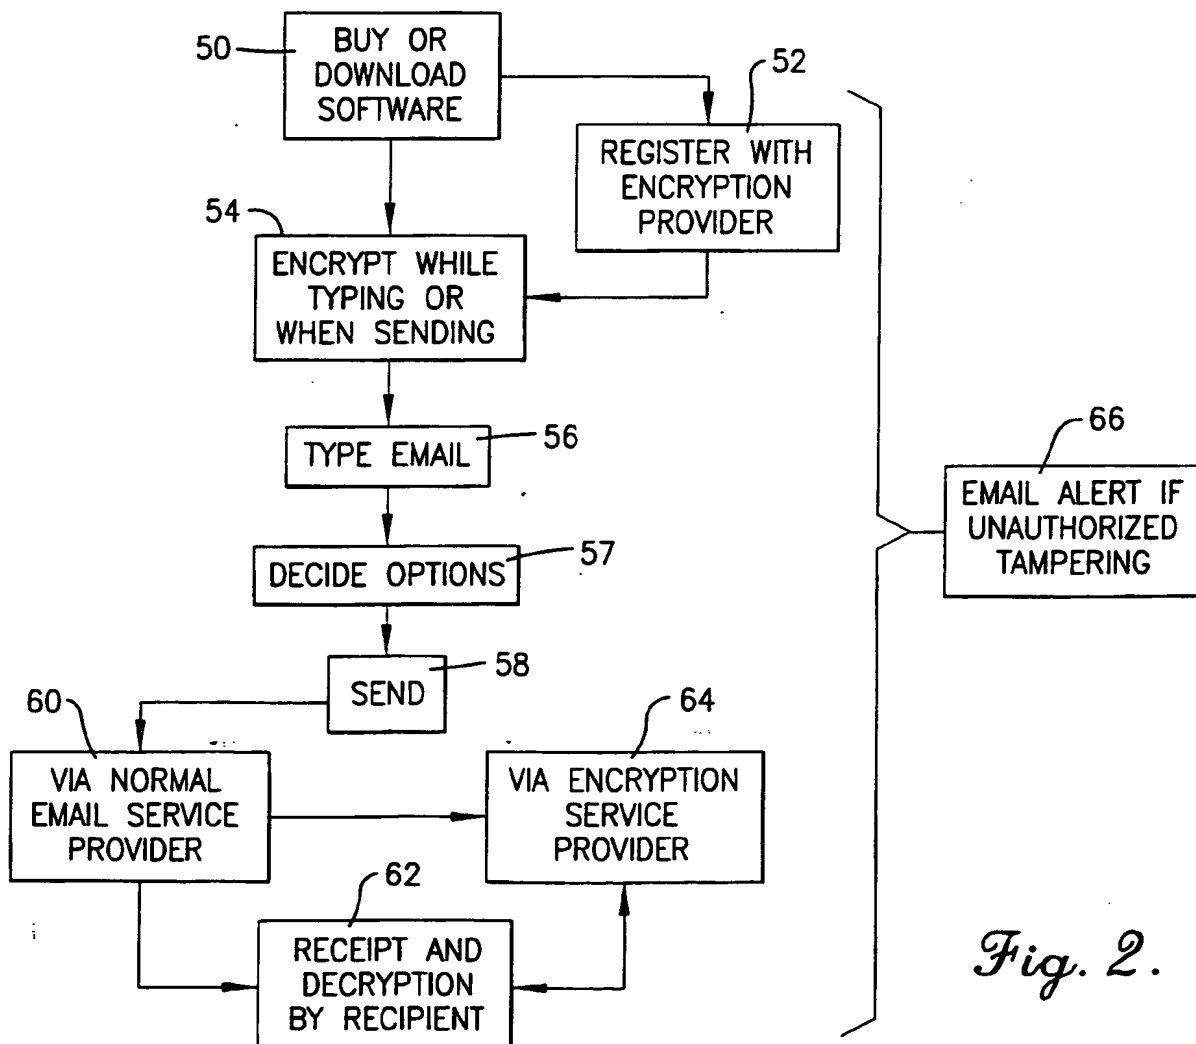 50
BUY OR
DOWNLOAD
SOFTWARE
52
REGISTER WITH
ENCRYPTION
PROVIDER
54
ENCRYPT WHILE
TYPING OR
WHEN SENDING
TYPE EMAIL
56
DECIDE OPTIONS
57
SEND
58
60
VIA NORMAL
EMAIL SERVICE
PROVIDER
64
VIA ENCRYPTION
SERVICE
PROVIDER
62
RECEIPT AND
DECRYPTION
BY RECIPIENT
66
EMAIL ALERT IF
UNAUTHORIZED
TAMPERING
Fig. 2.